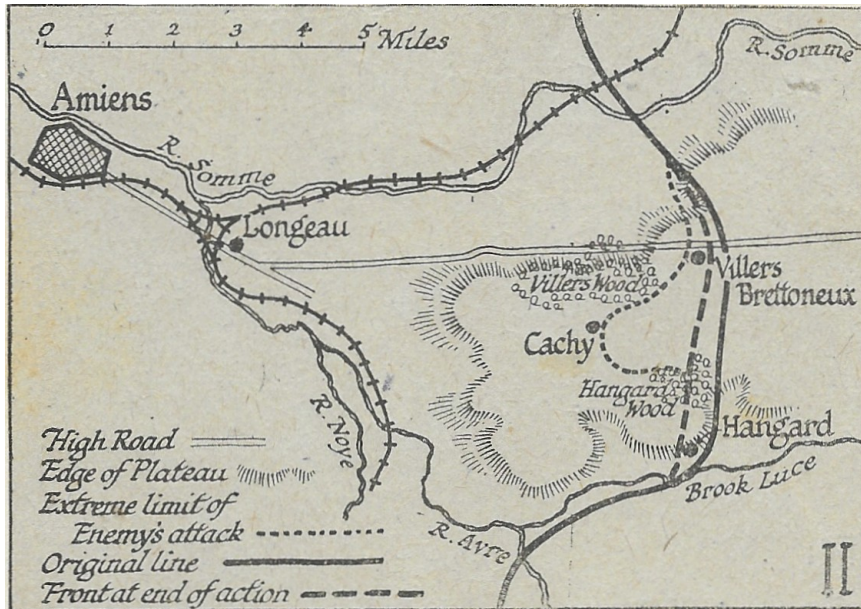 0 1 2 3 4 5 Miles
R. Somme
Amiens
R. Somme
Longeau
Villers Wood
Villers
Brettoneux
Cachy
Hangard
Wood
Hangard
R. Noye
Brook Luce
R. Avre
High Road
Edge of Plateau
Extreme limit of
Enemy's attack
Original line
Front at end of action
II